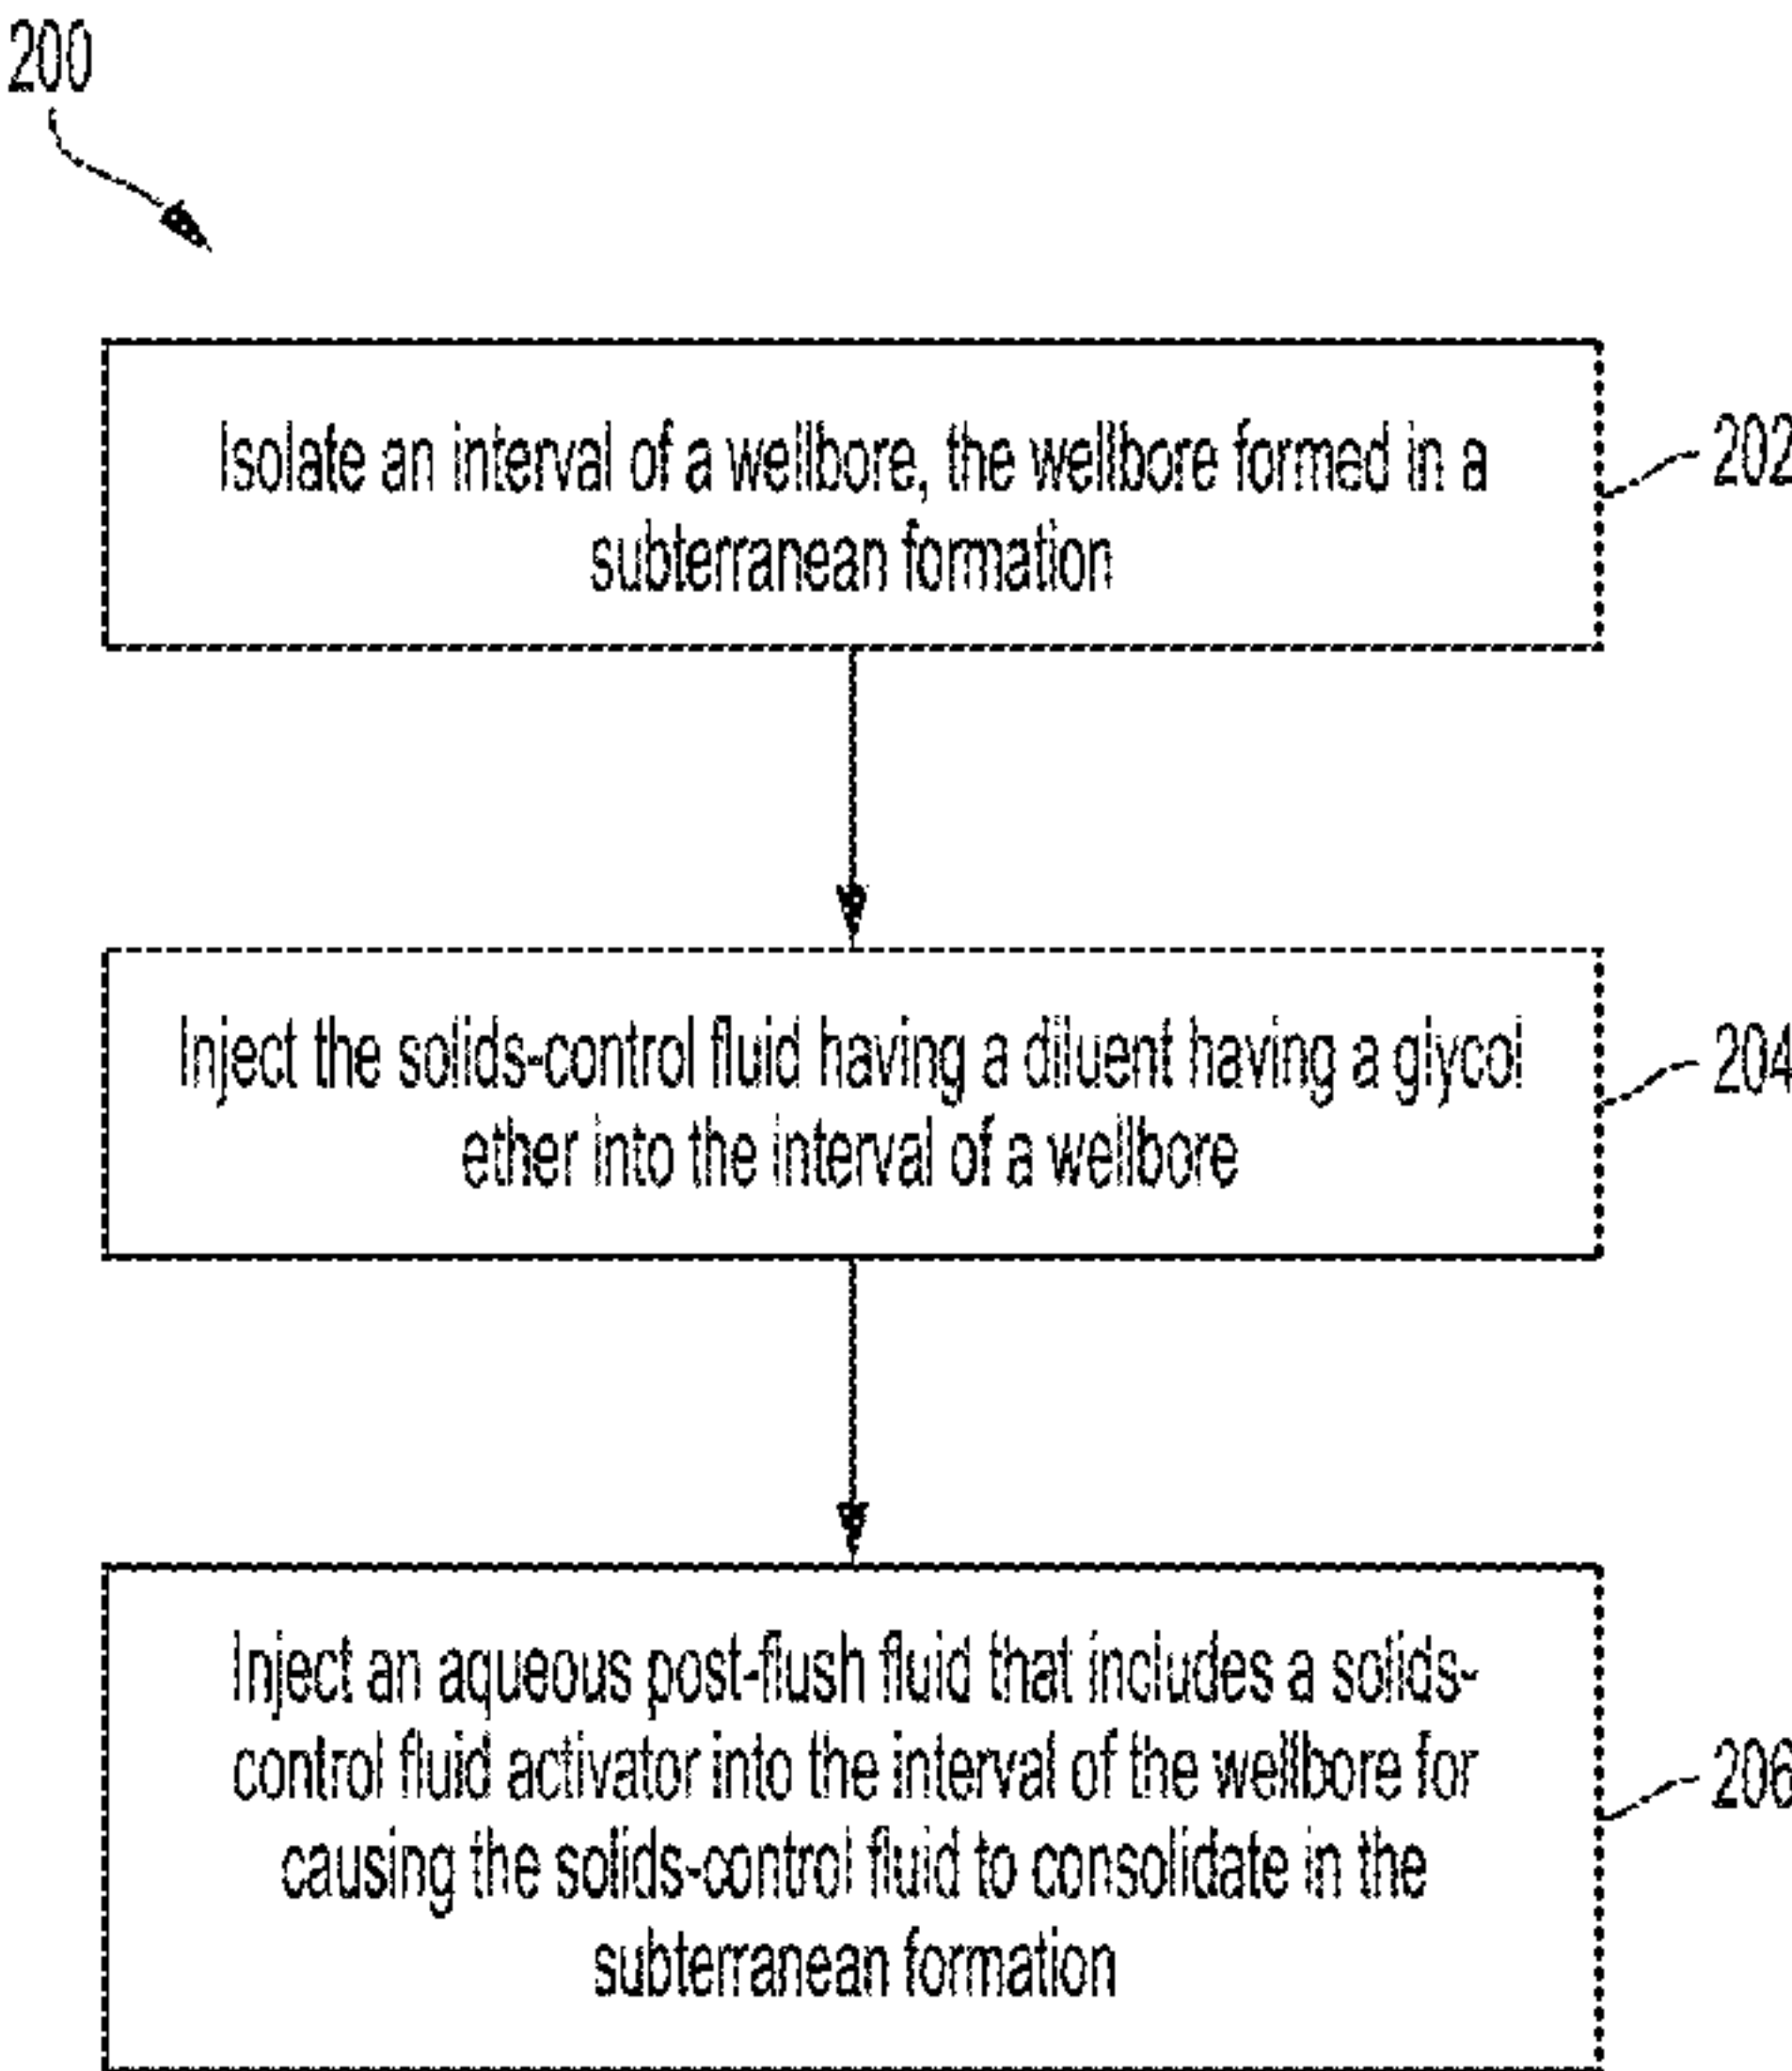 200
Isolate an interval of a wellbore, the wellbore formed in a
subterranean formation
202
Inject the solids-control fluid having a diluent having a glycol
ether into the interval of a wellbore
204
Inject an aqueous post-flush fluid that includes a solids-
control fluid activator into the interval of the wellbore for
causing the solids-control fluid to consolidate in the
subterranean formation
206